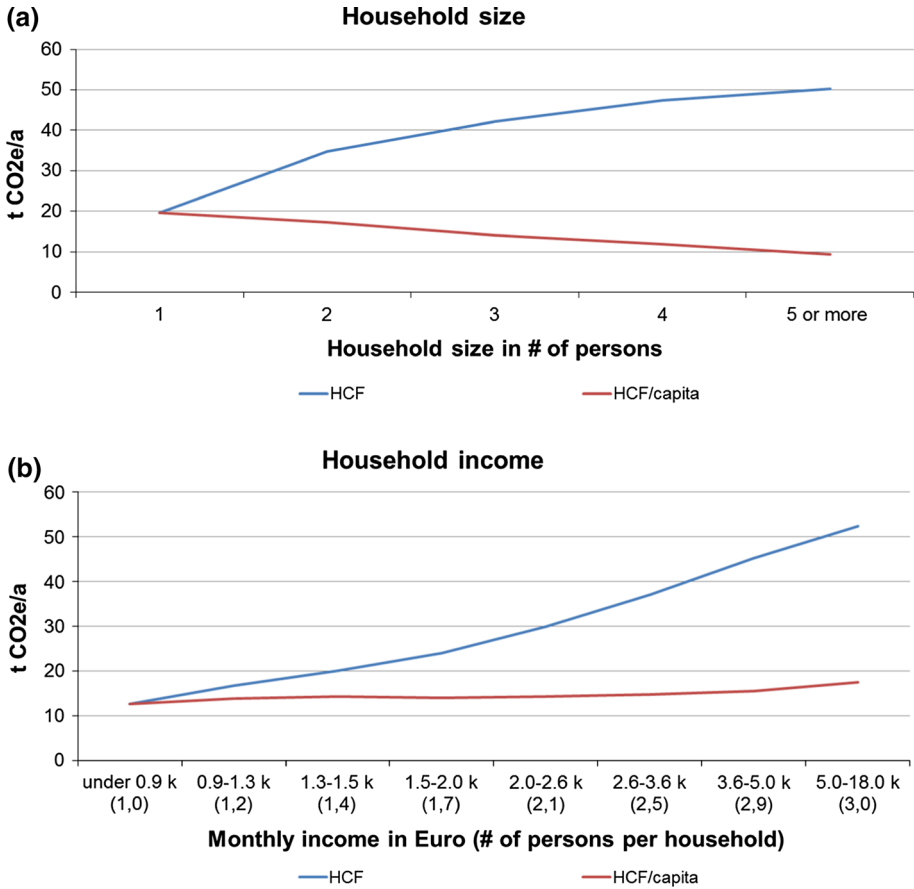 (a)
Household size
60
50
40
30
20
10
0
t CO2e/a
1 2 3 4 5 or more
Household size in # of persons
HCF HCF/capita
(b)
Household income
60
50
40
30
20
10
0
t CO2e/a
under 0.9 k 0.9-1.3 k 1.3-1.5 k 1.5-2.0 k 2.0-2.6 k 2.6-3.6 k 3.6-5.0 k 5.0-18.0 k
(1,0) (1,2) (1,4) (1,7) (2,1) (2,5) (2,9) (3,0)
Monthly income in Euro (# of persons per household)
HCF HCF/capita